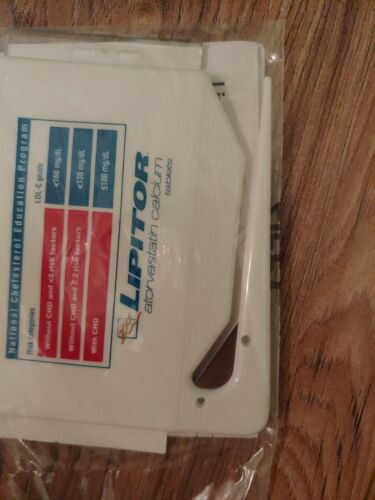 National Cholesterol Education Program
Risk Categories LDL-C goals
Without CHD and <2 risk factors <160 mg/dL
Without CHD and ≥ 2 risk factors <130 mg/dL
With CHD ≤100 mg/dL
LIPITOR®
atorvastatin calcium
tablets